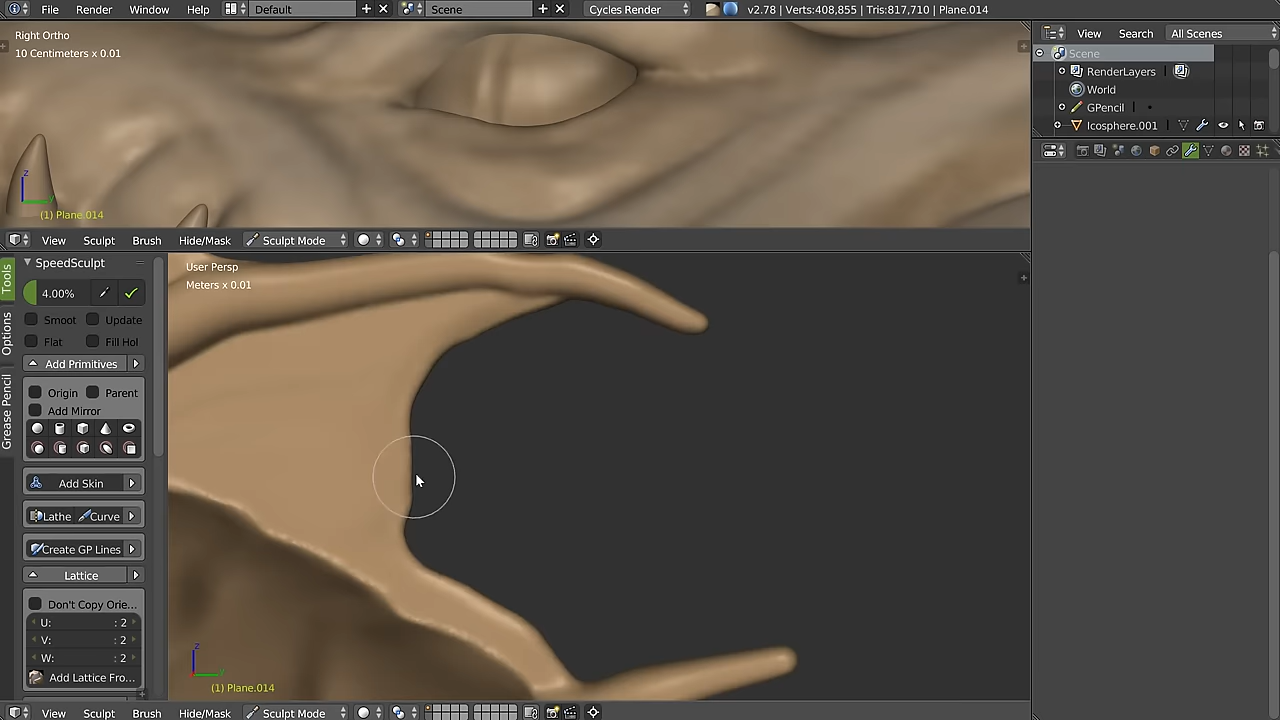 File Render Window Help Default Scene Cycles Render v2.78 | Verts:408,855 | Tris:817,710 | Plane.014
View Search All Scenes
Right Ortho
10 Centimeters x 0.01
Scene
RenderLayers
World
GPencil
Icosphere.001
z
(1) Plane.014
View Sculpt Brush Hide/Mask Sculpt Mode
Tools
Options
Grease Pencil
SpeedSculpt
4.00%
Smoot Update
Flat Fill Hol
Add Primitives
Origin Parent
Add Mirror
Add Skin
Lathe Curve
Create GP Lines
Lattice
Don't Copy Orie...
U: : 2
V: : 2
W: : 2
Add Lattice Fro...
User Persp
Meters x 0.01
z
(1) Plane.014
View Sculpt Brush Hide/Mask Sculpt Mode